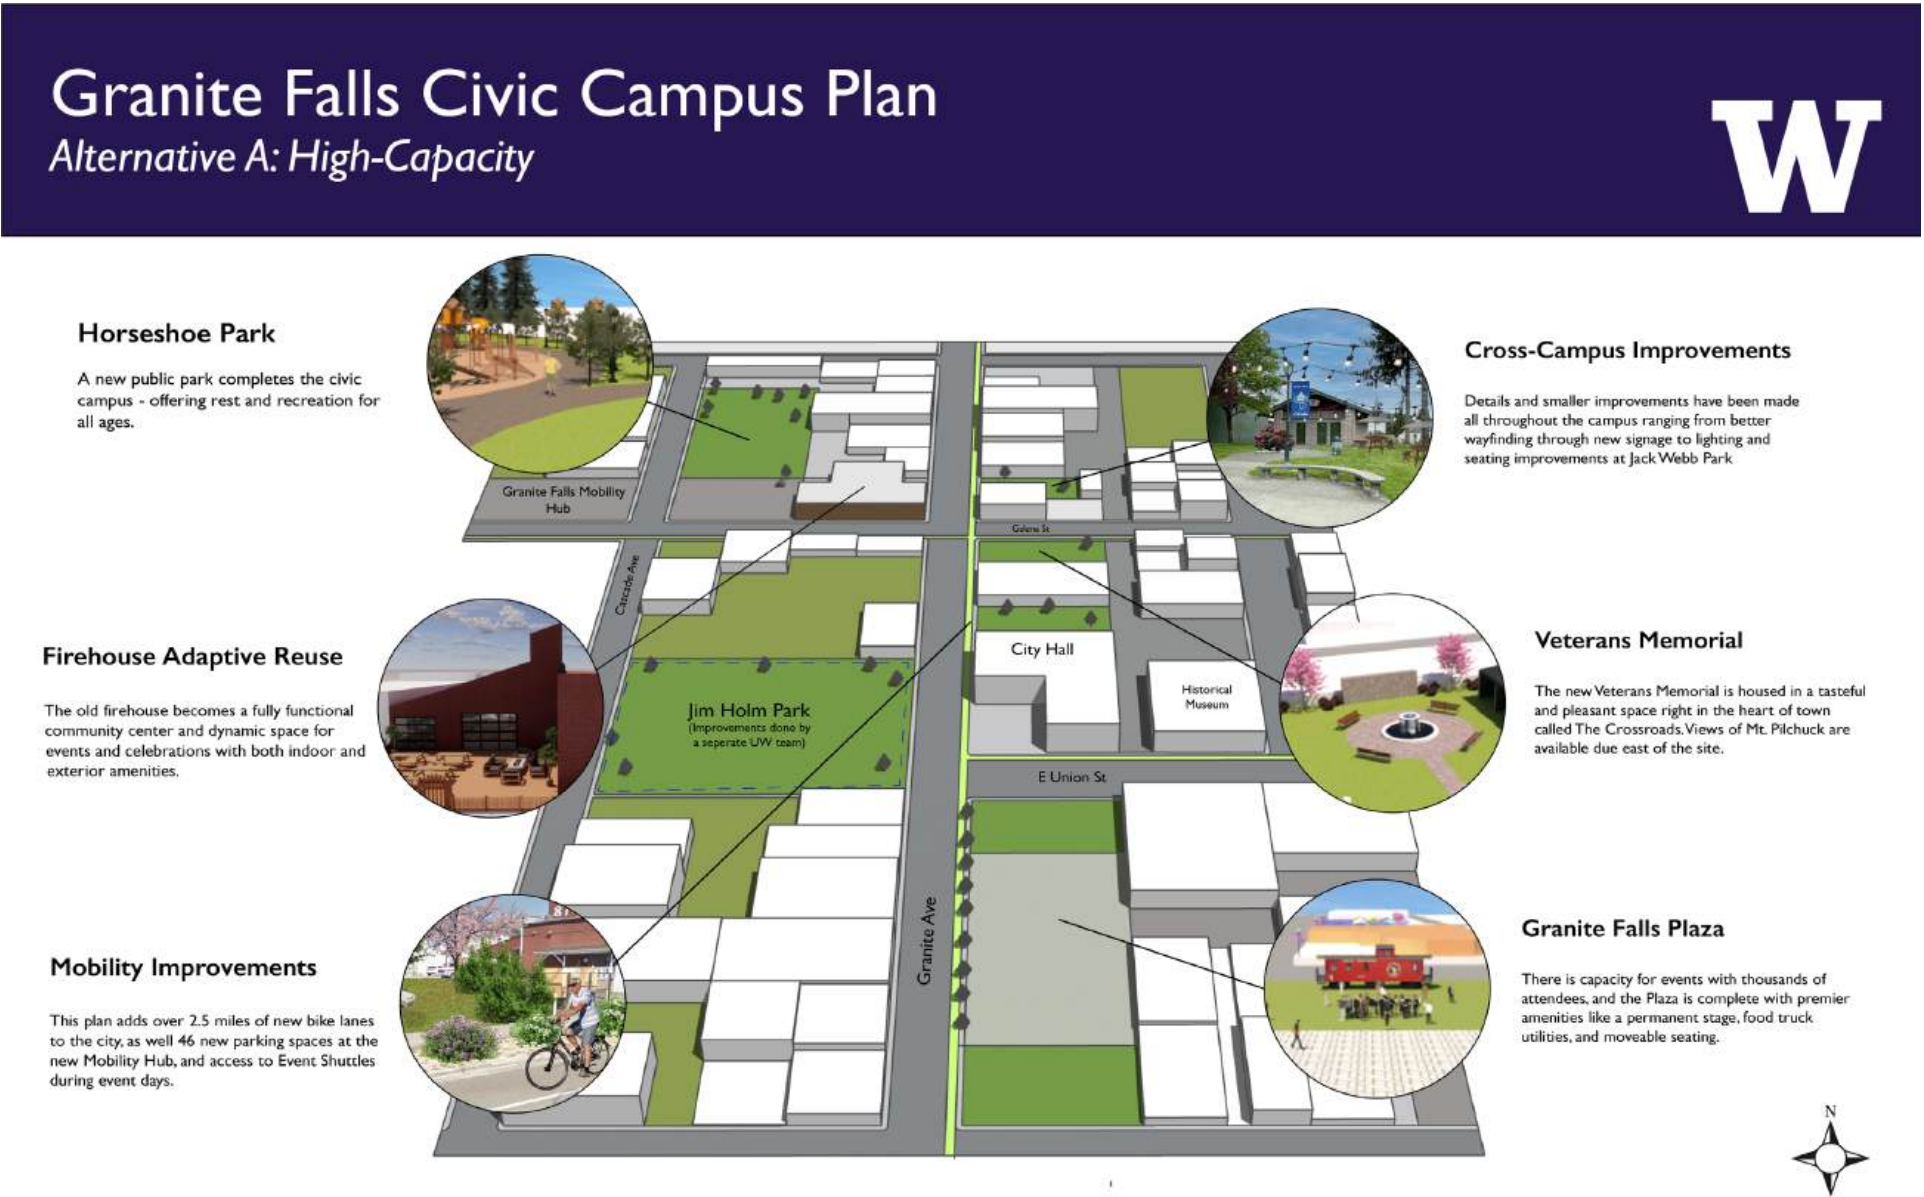 Granite Falls Civic Campus Plan
Alternative A: High-Capacity
W
Horseshoe Park
A new public park completes the civic
campus - offering rest and recreation for
all ages.
Firehouse Adaptive Reuse
The old firehouse becomes a fully functional
community center and dynamic space for
events and celebrations with both indoor and
exterior amenities.
Mobility Improvements
This plan adds over 2.5 miles of new bike lanes
to the city, as well 46 new parking spaces at the
new Mobility Hub, and access to Event Shuttles
during event days.
Granite Falls Mobility
Hub
Cascade Ave
Galena St
City Hall
Historical
Museum
Jim Holm Park
(Improvements done by
a seperate UW team)
E Union St
Granite Ave
Cross-Campus Improvements
Details and smaller improvements have been made
all throughout the campus ranging from better
wayfinding through new signage to lighting and
seating improvements at Jack Webb Park
Veterans Memorial
The new Veterans Memorial is housed in a tasteful
and pleasant space right in the heart of town
called The Crossroads. Views of Mt. Pilchuck are
available due east of the site.
Granite Falls Plaza
There is capacity for events with thousands of
attendees, and the Plaza is complete with premier
amenities like a permanent stage, food truck
utilities, and moveable seating.
N